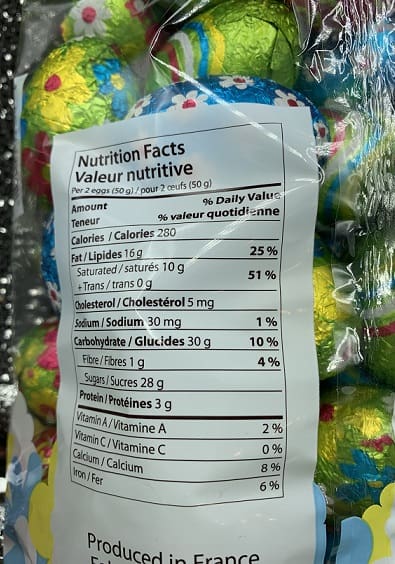 Nutrition Facts
Valeur nutritive
Per 2 eggs (50 g) / pour 2 œufs (50 g)
Amount % Daily Value
Teneur % valeur quotidienne
Calories / Calories 280
Fat / Lipides 16 g 25 %
Saturated / saturés 10 g 51 %
+ Trans / trans 0 g
Cholesterol / Cholestérol 5 mg
Sodium / Sodium 30 mg 1 %
Carbohydrate / Glucides 30 g 10 %
Fibre / Fibres 1 g 4 %
Sugars / Sucres 28 g
Protein / Protéines 3 g
Vitamin A / Vitamine A 2 %
Vitamin C / Vitamine C 0 %
Calcium / Calcium 8 %
Iron / Fer 6 %
Produced in France